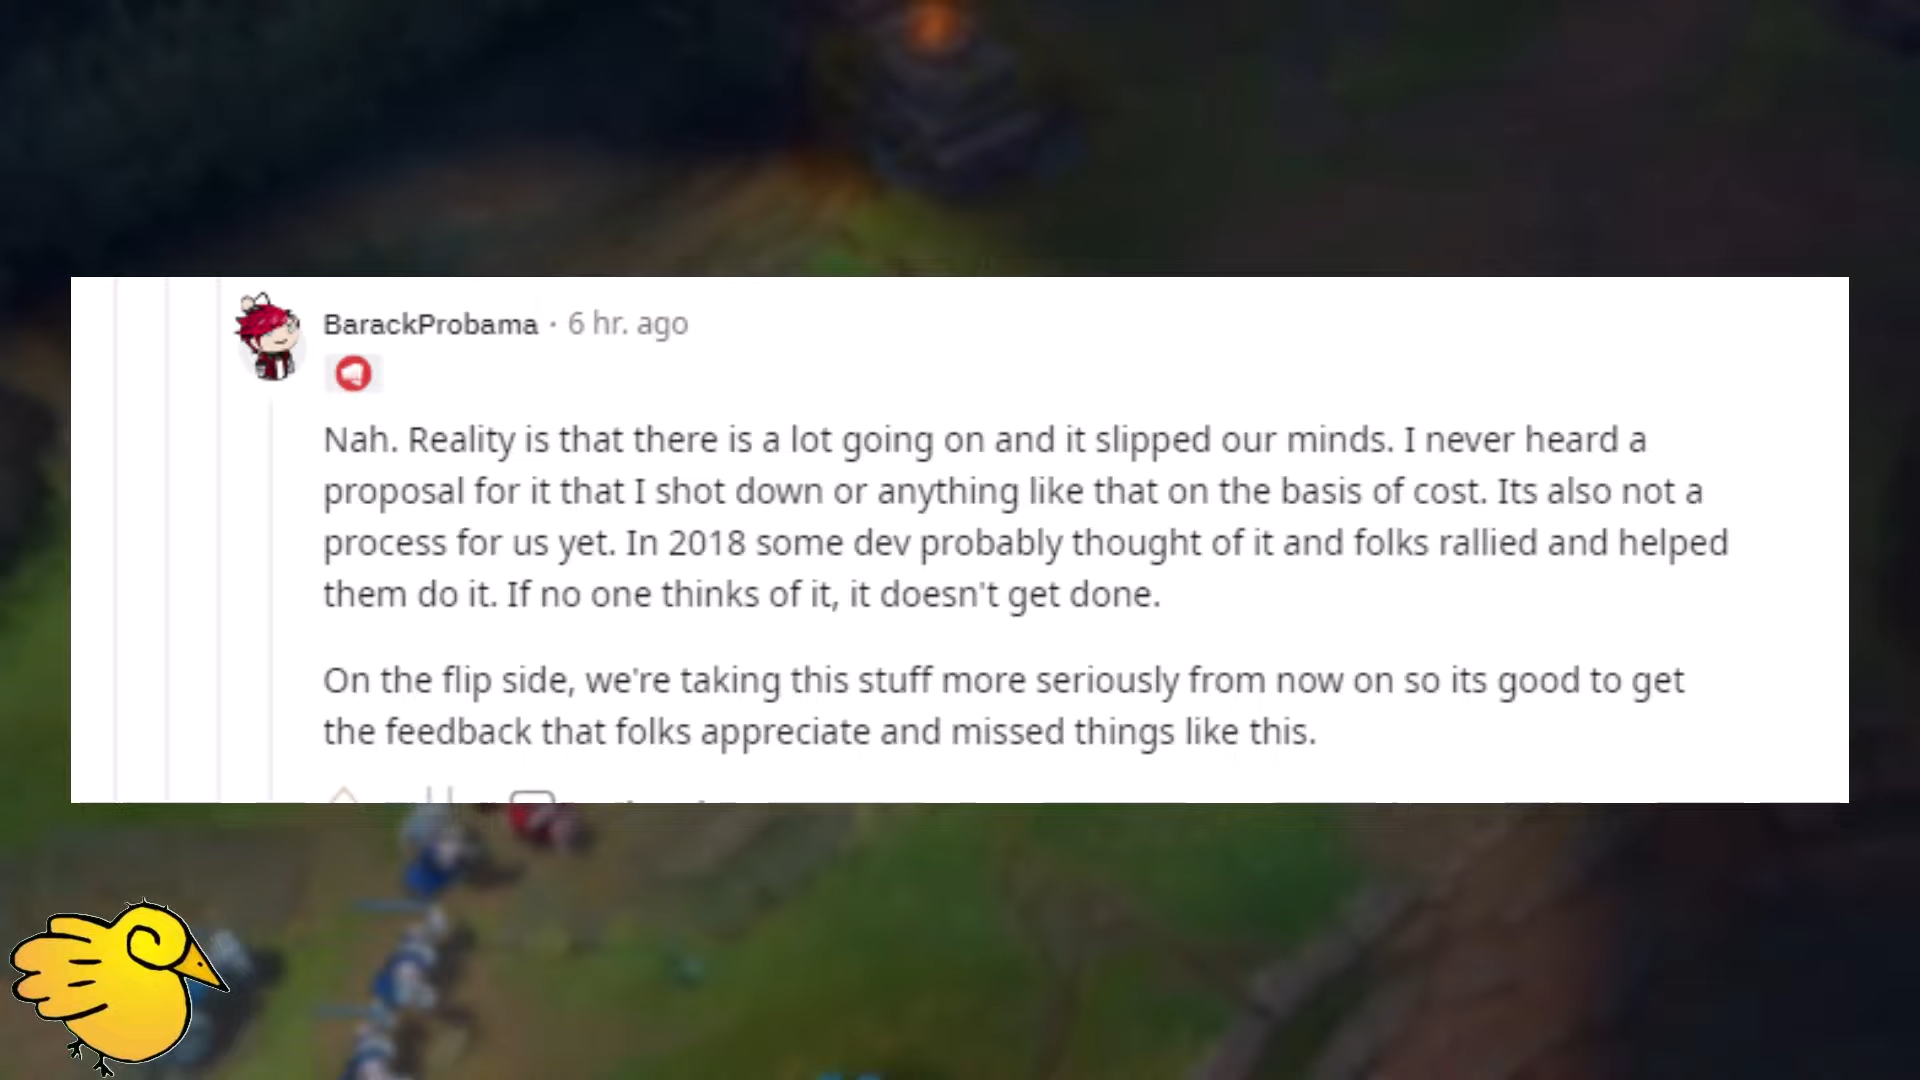 BarackProbama · 6 hr. ago
Nah. Reality is that there is a lot going on and it slipped our minds. I never heard a
proposal for it that I shot down or anything like that on the basis of cost. Its also not a
process for us yet. In 2018 some dev probably thought of it and folks rallied and helped
them do it. If no one thinks of it, it doesn't get done.
On the flip side, we're taking this stuff more seriously from now on so its good to get
the feedback that folks appreciate and missed things like this.